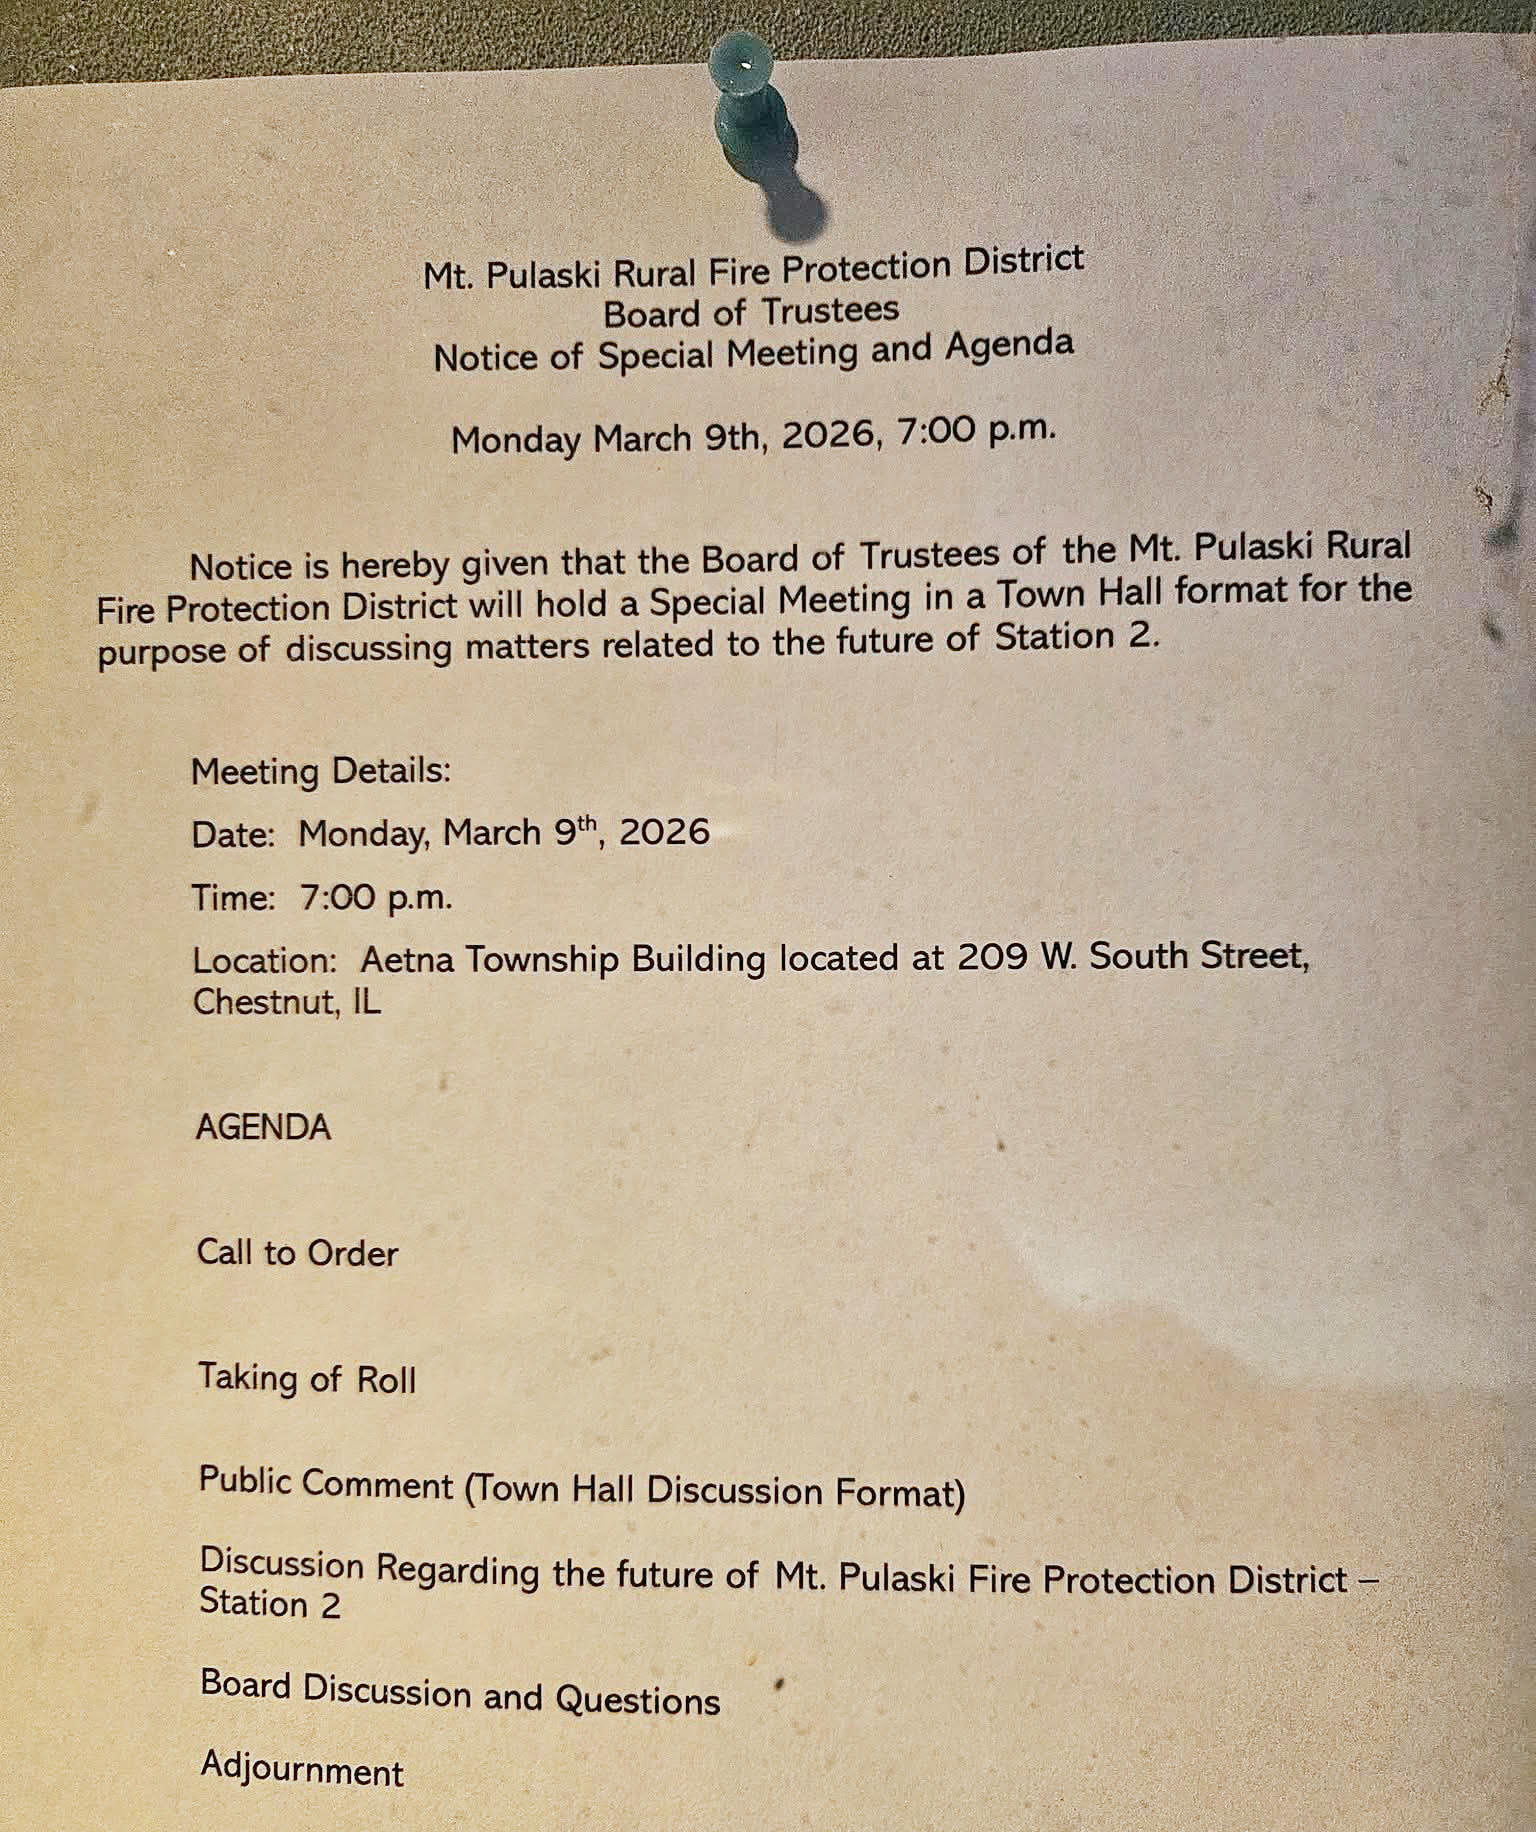 Mt. Pulaski Rural Fire Protection District
Board of Trustees
Notice of Special Meeting and Agenda
Monday March 9th, 2026, 7:00 p.m.
Notice is hereby given that the Board of Trustees of the Mt. Pulaski Rural
Fire Protection District will hold a Special Meeting in a Town Hall format for the
purpose of discussing matters related to the future of Station 2.
Meeting Details:
Date: Monday, March 9th, 2026
Time: 7:00 p.m.
Location: Aetna Township Building located at 209 W. South Street,
Chestnut, IL
AGENDA
Call to Order
Taking of Roll
Public Comment (Town Hall Discussion Format)
Discussion Regarding the future of Mt. Pulaski Fire Protection District –
Station 2
Board Discussion and Questions
Adjournment